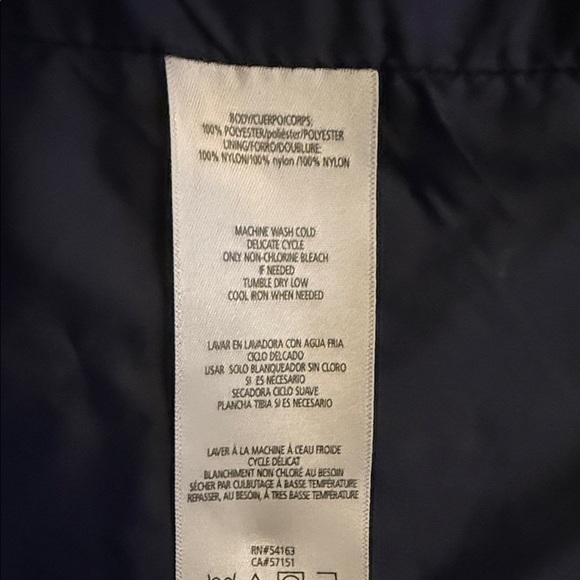 BODY/CUERPO/CORPS:
100% POLYESTER/poliéster/POLYESTER
LINING/FORRO/DOUBLURE:
100% NYLON/100% nylon /100% NYLON
MACHINE WASH COLD
DELICATE CYCLE
ONLY NON-CHLORINE BLEACH
IF NEEDED
TUMBLE DRY LOW
COOL IRON WHEN NEEDED
LAVAR EN LAVADORA CON AGUA FRIA
CICLO DELCADO
USAR SOLO BLANQUEADOR SIN CLORO
SI ES NECESARIO
SECADORA CICLO SUAVE
PLANCHA TIBIA SI ES NECESARIO
LAVER À LA MACHINE À L'EAU FROIDE
CYCLE DÉLICAT
BLANCHIMENT NON CHLORÉ AU BESOIN
SÉCHER PAR CULBUTAGE À BASSE TEMPÉRATURE
REPASSER, AU BESOIN, À TRES BASSE TEMPÉRATURE
RN#54163
CA#57151